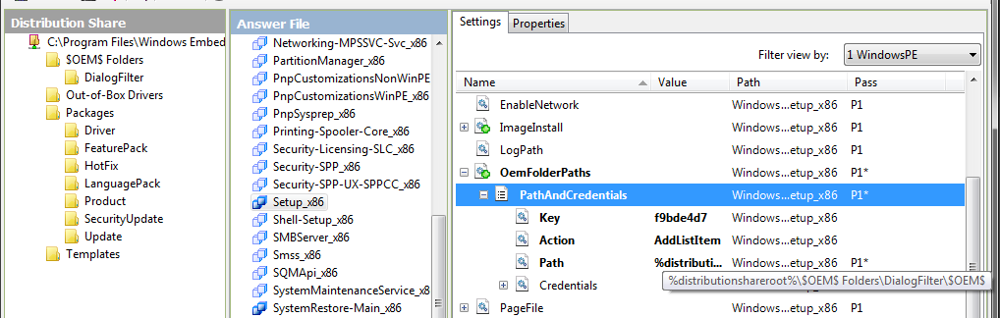 Distribution Share
C:\Program Files\Windows Embed
$OEM$ Folders
DialogFilter
Out-of-Box Drivers
Packages
Driver
FeaturePack
HotFix
LanguagePack
Product
SecurityUpdate
Update
Templates
Answer File
Networking-MPSSVC-Svc_x86
PartitionManager_x86
PnpCustomizationsNonWinPE
PnpCustomizationsWinPE_x86
PnpSysprep_x86
Printing-Spooler-Core_x86
Security-Licensing-SLC_x86
Security-SPP_x86
Security-SPP-UX-SPPCC_x86
Setup_x86
Shell-Setup_x86
SMBServer_x86
Smss_x86
SQMApi_x86
SystemMaintenanceService_x8
SystemRestore-Main_x86
Settings Properties
Filter view by: 1 WindowsPE
Name Value Path Pass
EnableNetwork Windows...etup_x86 P1
ImageInstall Windows...etup_x86 P1
LogPath Windows...etup_x86 P1
OemFolderPaths Windows...etup_x86 P1*
PathAndCredentials Windows...etup_x86 P1*
Key f9bde4d7 Windows...etup_x86
Action AddListItem Windows...etup_x86
Path %distributi... Windows...etup_x86 P1*
%distributionshareroot%\$OEM$ Folders\DialogFilter\$OEM$
Credentials
PageFile Windows...etup_x86 P1